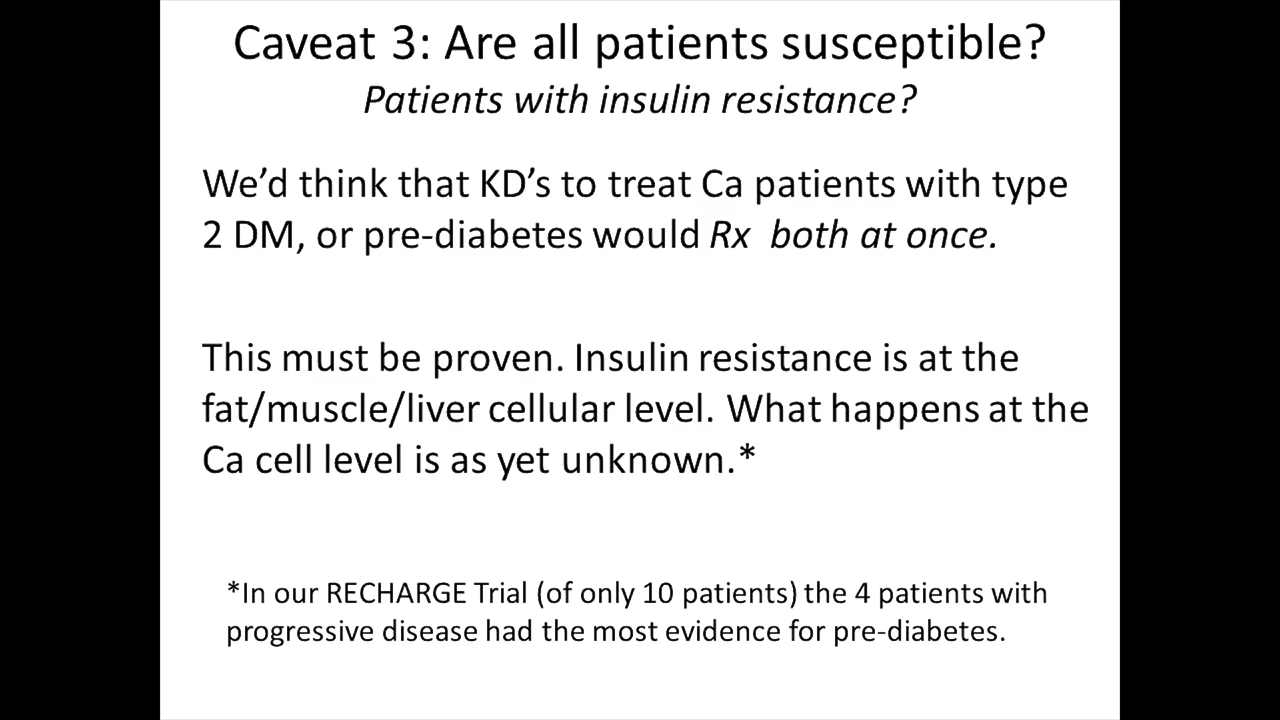 Caveat 3: Are all patients susceptible?
Patients with insulin resistance?
We’d think that KD’s to treat Ca patients with type
2 DM, or pre-diabetes would Rx both at once.
This must be proven. Insulin resistance is at the
fat/muscle/liver cellular level. What happens at the
Ca cell level is as yet unknown.*
*In our RECHARGE Trial (of only 10 patients) the 4 patients with
progressive disease had the most evidence for pre-diabetes.